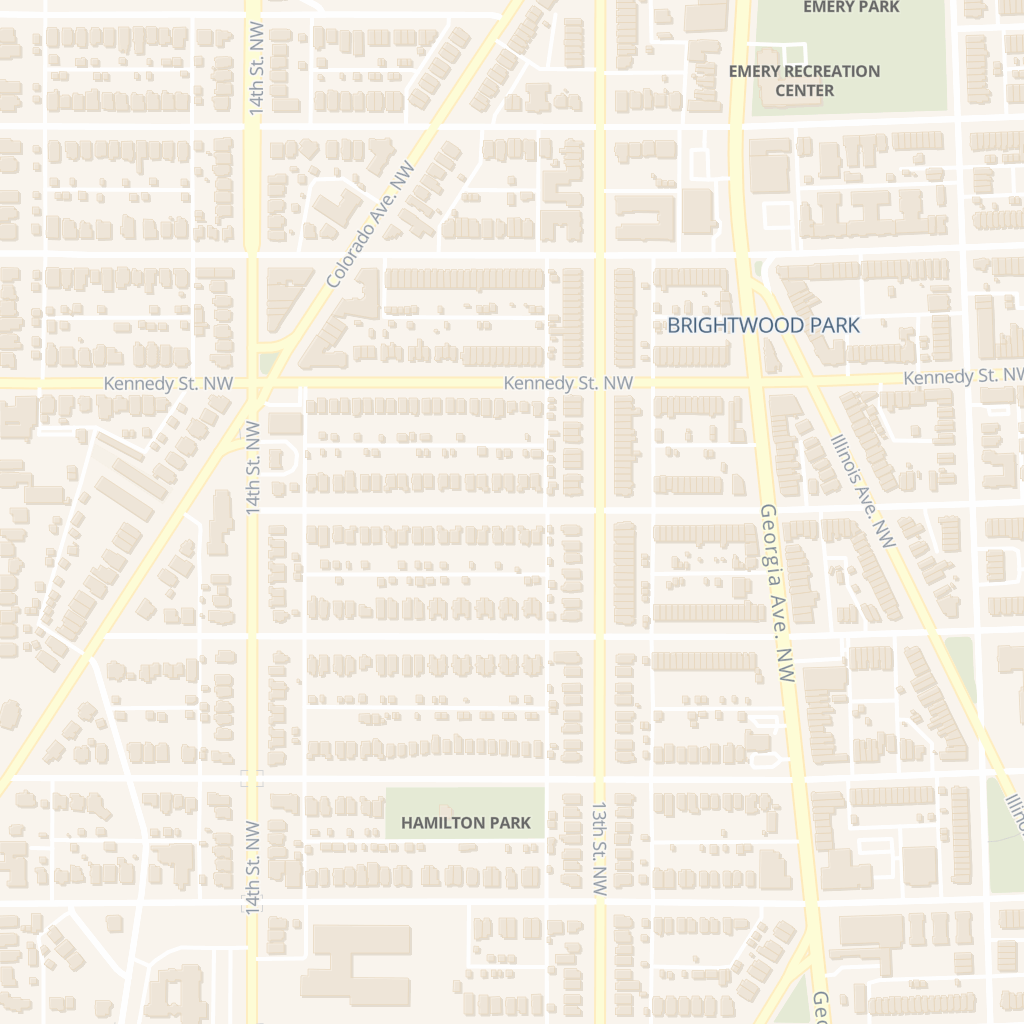 EMERY PARK
14th St. NW
EMERY RECREATION
CENTER
Colorado Ave. NW
BRIGHTWOOD PARK
Kennedy St. NW
Kennedy St. NW
Kennedy St. NW
14th St. NW
Illinois Ave. NW
Georgia Ave. NW
HAMILTON PARK
13th St. NW
14th St. NW
Illino
Geo